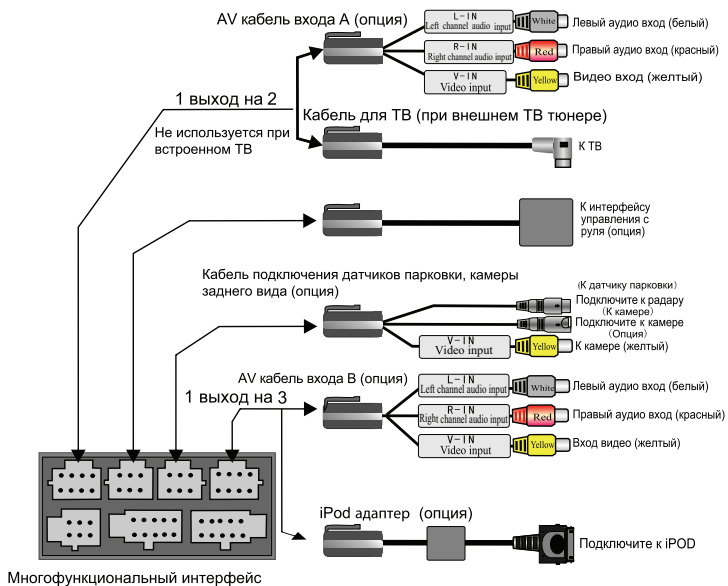 AV кабель входа А (опция)
L-IN
Left channel audio input
White
Левый аудио вход (белый)
R-IN
Right channel audio input
Red
Правый аудио вход (красный)
V-IN
Video input
Yellow
Видео вход (желтый)
1 выход на 2
Не используется при
встроенном ТВ
Кабель для ТВ (при внешнем ТВ тюнере)
К ТВ
К интерфейсу
управления с
руля (опция)
Кабель подключения датчиков парковки, камеры
заднего вида (опция)
(К датчику парковки)
Подключите к радару
(К камере)
Подключите к камере
(Опция)
V-IN
Video input
Yellow
К камере (желтый)
AV кабель входа В (опция)
1 выход на 3
L-IN
Left channel audio input
White
Левый аудио вход (белый)
R-IN
Right channel audio input
Red
Правый аудио вход (красный)
V-IN
Video input
Yellow
Вход видео (желтый)
iPod адаптер (опция)
Подключите к iPOD
Многофункциональный интерфейс